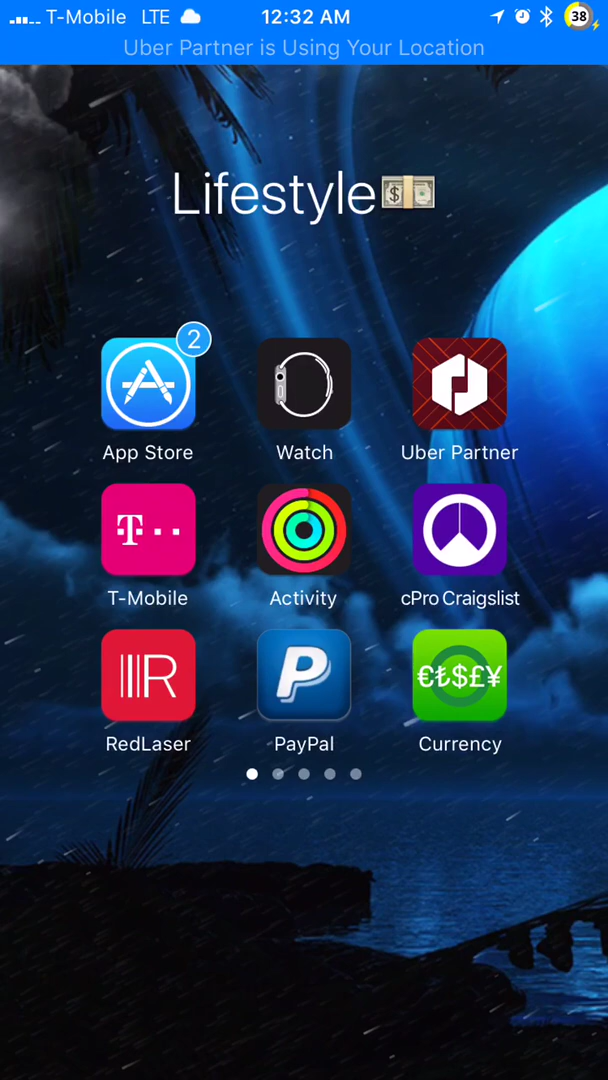 T-Mobile LTE 12:32 AM 38
Uber Partner is Using Your Location
Lifestyle💵
2
App Store Watch Uber Partner
T
T-Mobile Activity cPro Craigslist
R P €₺$£¥
RedLaser PayPal Currency